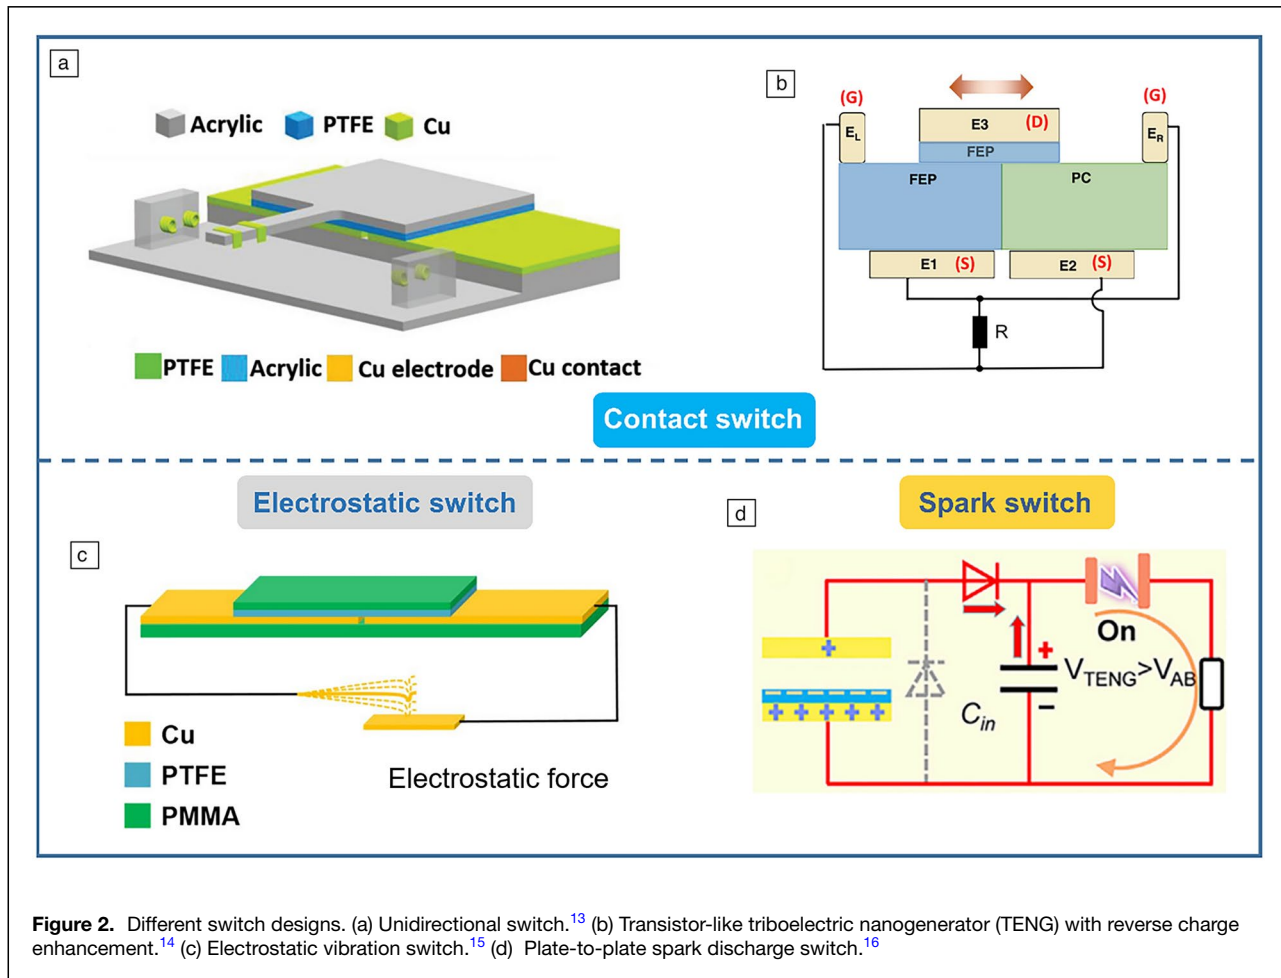 a
Acrylic PTFE Cu
PTFE Acrylic Cu electrode Cu contact
b
(G) (G)
E3 (D)
EL ER
FEP
FEP PC
E1 (S) E2 (S)
R
Contact switch
Electrostatic switch
c
Cu
PTFE
PMMA
Electrostatic force
Spark switch
d
On
+
VTENG>VAB
Cin
−
Figure 2. Different switch designs. (a) Unidirectional switch.13 (b) Transistor-like triboelectric nanogenerator (TENG) with reverse charge
enhancement.14 (c) Electrostatic vibration switch.15 (d) Plate-to-plate spark discharge switch.16